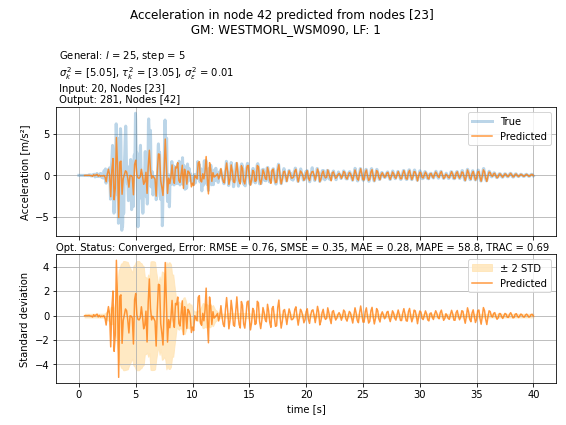 Acceleration in node 42 predicted from nodes [23]
GM: WESTMORL_WSM090, LF: 1
General: l = 25, step = 5
σ²ₖ = [5.05], τ²ₖ = [3.05], σ²ε = 0.01
Input: 20, Nodes [23]
Output: 281, Nodes [42]
Acceleration [m/s²]
5
0
−5
True
Predicted
Opt. Status: Converged, Error: RMSE = 0.76, SMSE = 0.35, MAE = 0.28, MAPE = 58.8, TRAC = 0.69
Standard deviation
4
2
0
−2
−4
± 2 STD
Predicted
0 5 10 15 20 25 30 35 40
time [s]